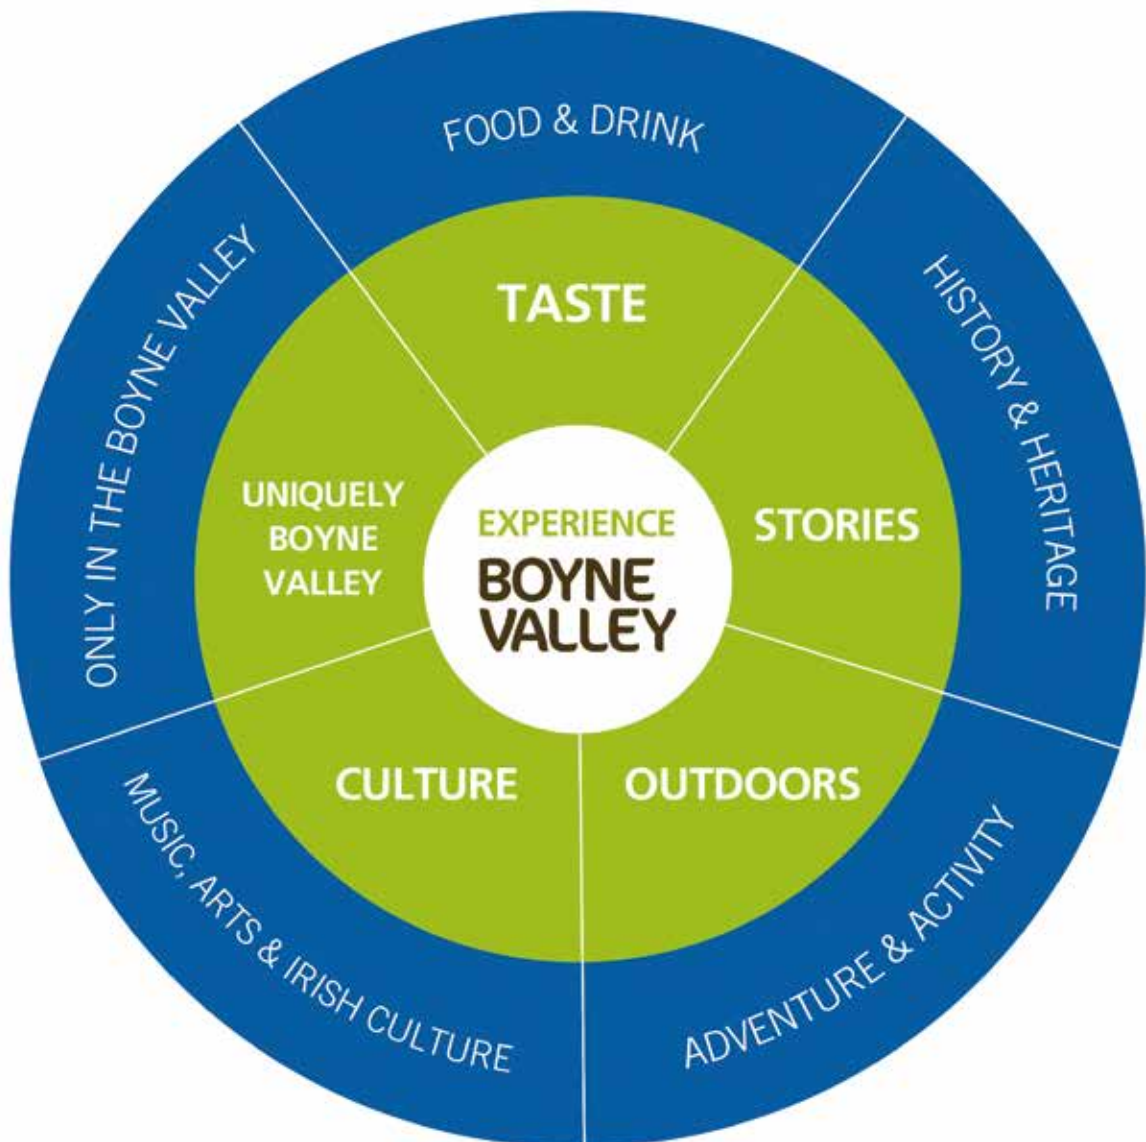 FOOD & DRINK
HISTORY & HERITAGE
ADVENTURE & ACTIVITY
MUSIC, ARTS & IRISH CULTURE
ONLY IN THE BOYNE VALLEY
TASTE
STORIES
OUTDOORS
CULTURE
UNIQUELY
BOYNE
VALLEY
EXPERIENCE
BOYNE
VALLEY